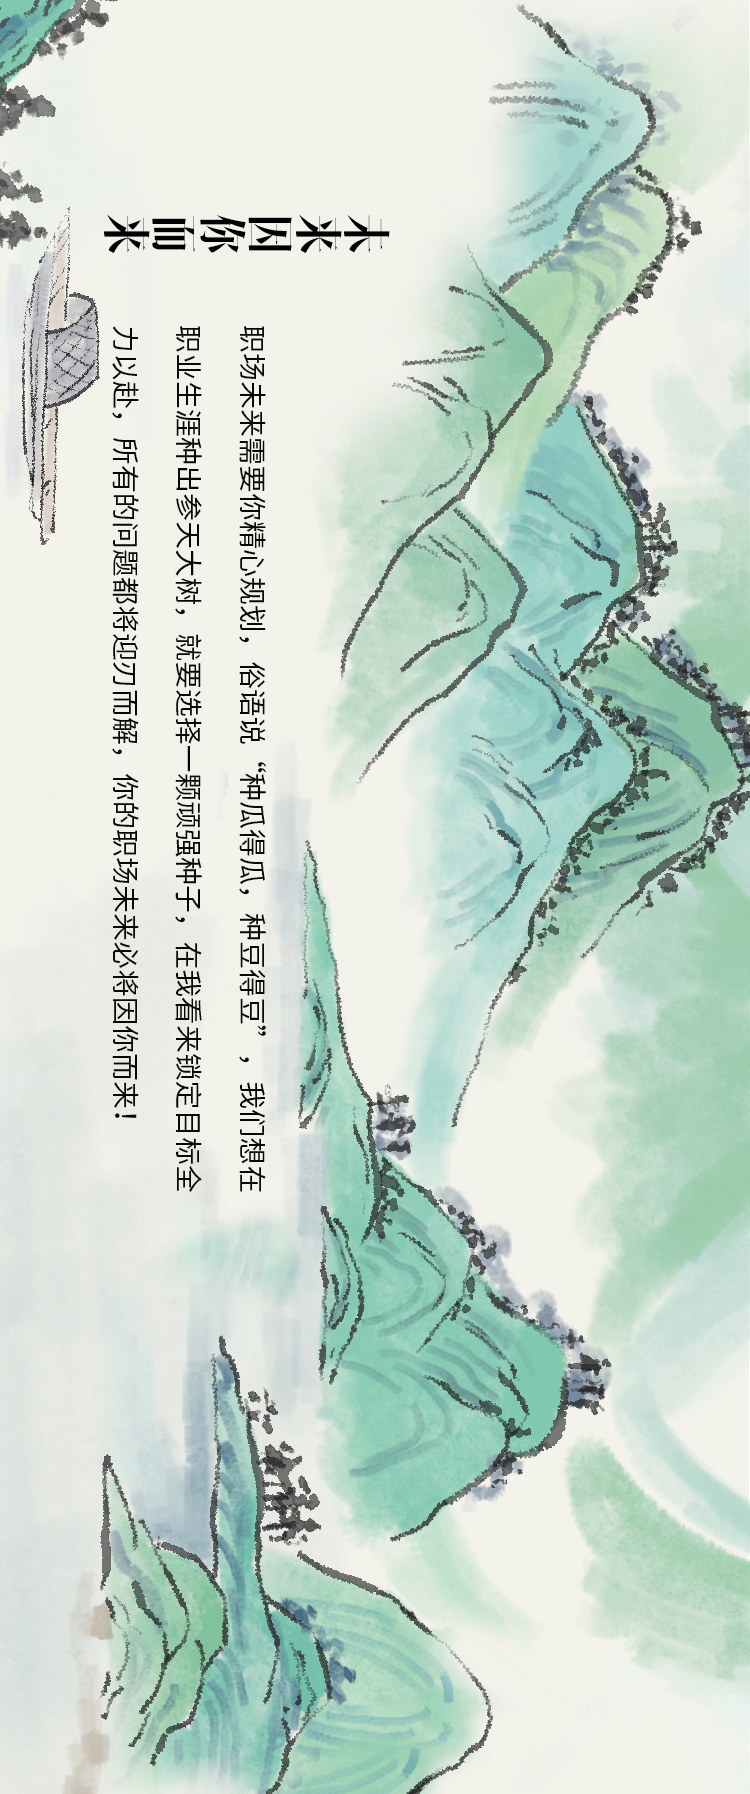 未来因你而来
职场未来需要你精心规划，俗语说“种瓜得瓜，种豆得豆”，我们想在
职业生涯种出参天大树，就要选择一颗顽强种子，在我看来锁定目标全
力以赴，所有的问题都将迎刃而解，你的职场未来必将因你而来！